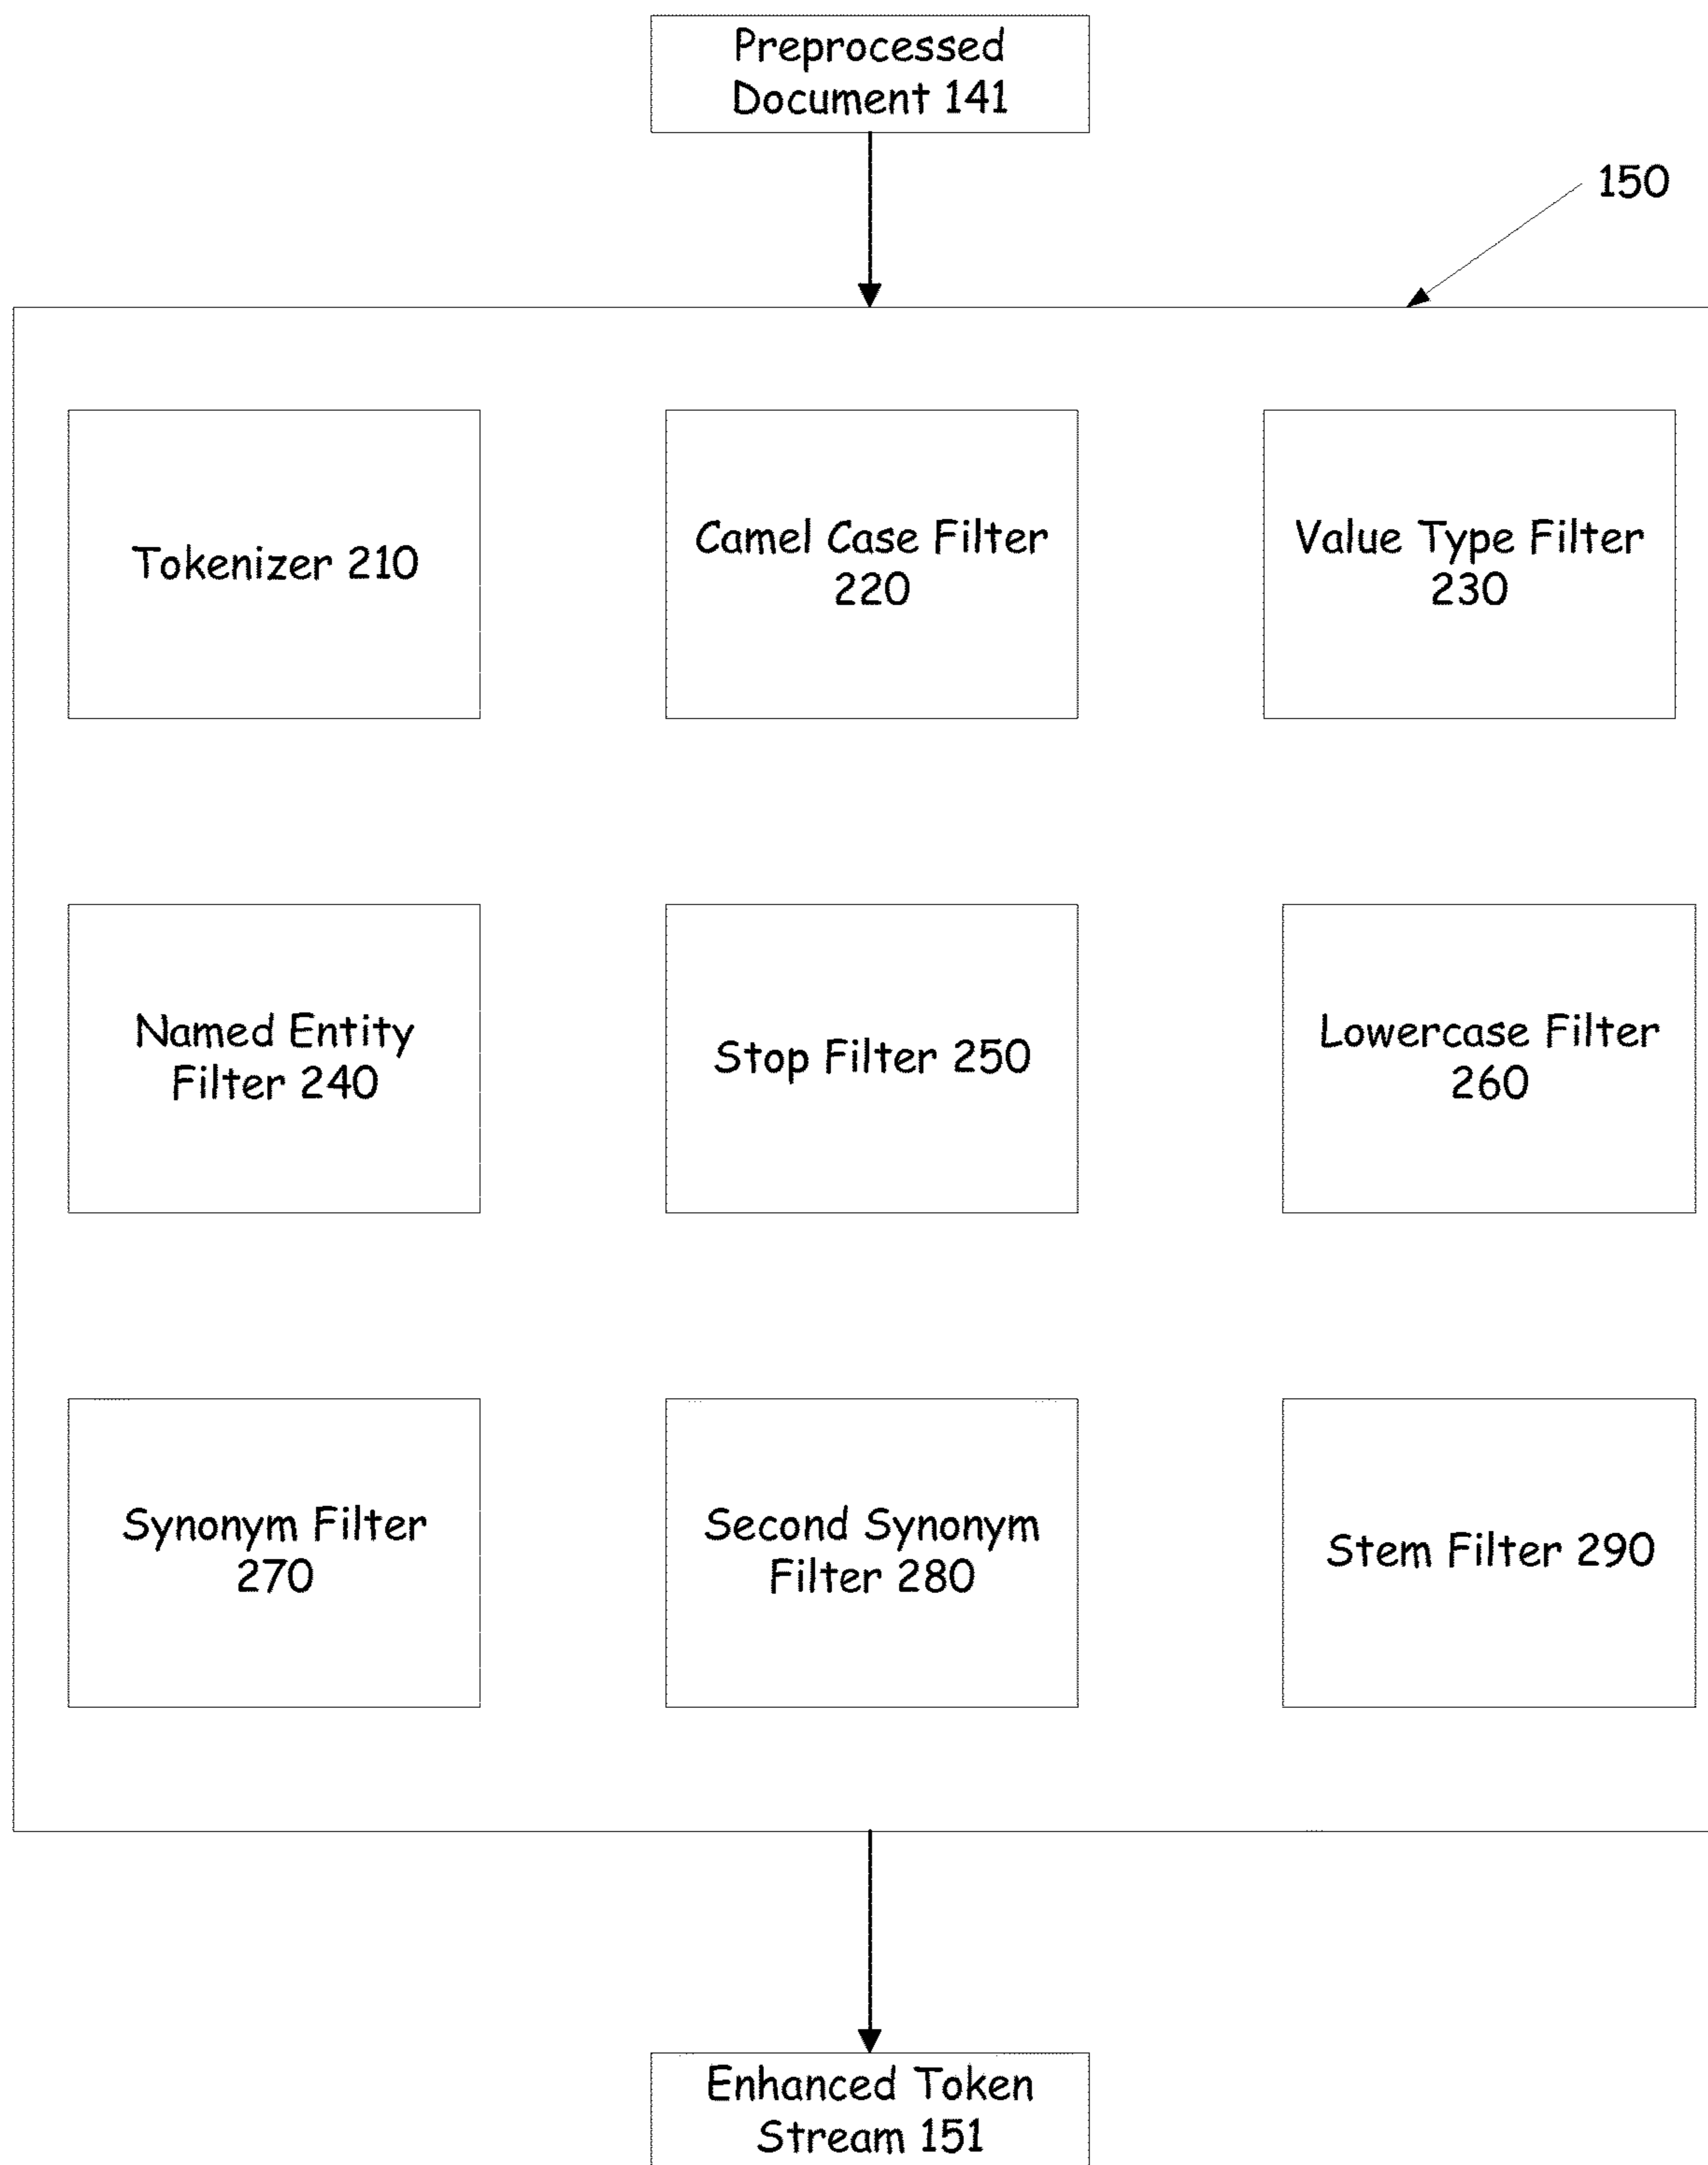 Preprocessed
Document 141
150
Tokenizer 210
Camel Case Filter
220
Value Type Filter
230
Named Entity
Filter 240
Stop Filter 250
Lowercase Filter
260
Synonym Filter
270
Second Synonym
Filter 280
Stem Filter 290
Enhanced Token
Stream 151